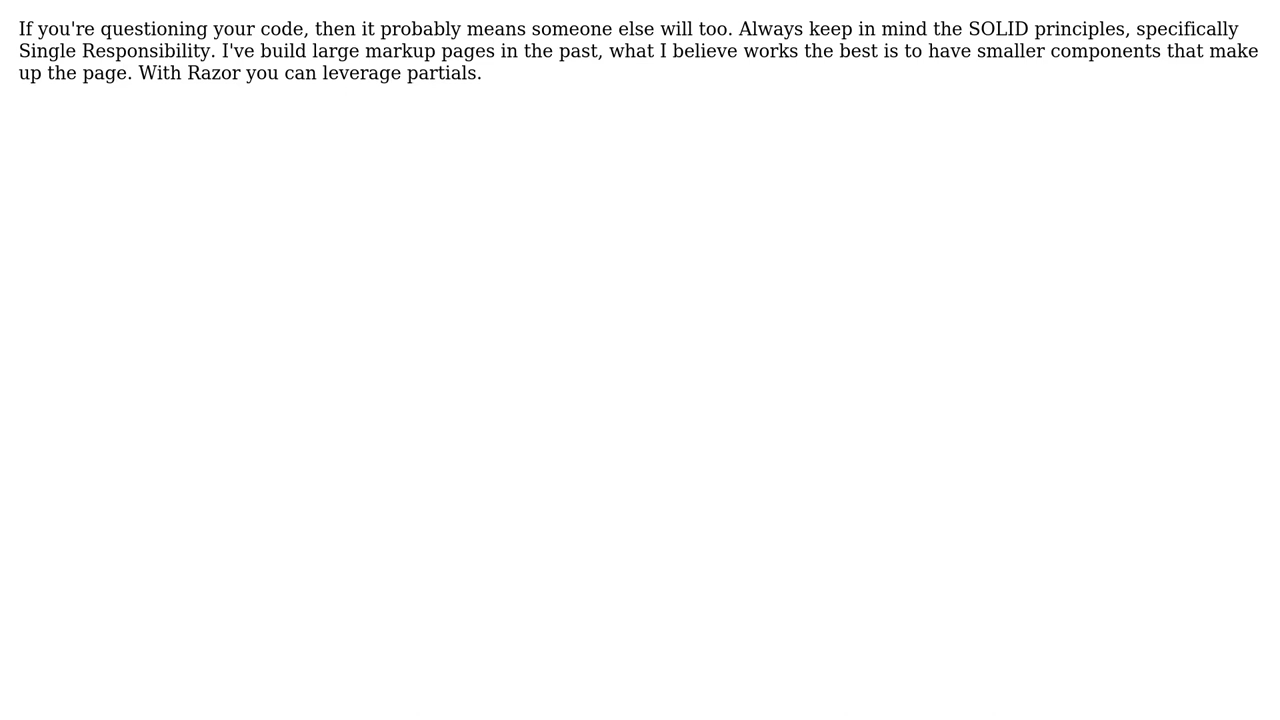 If you're questioning your code, then it probably means someone else will too. Always keep in mind the SOLID principles, specifically
Single Responsibility. I've build large markup pages in the past, what I believe works the best is to have smaller components that make
up the page. With Razor you can leverage partials.